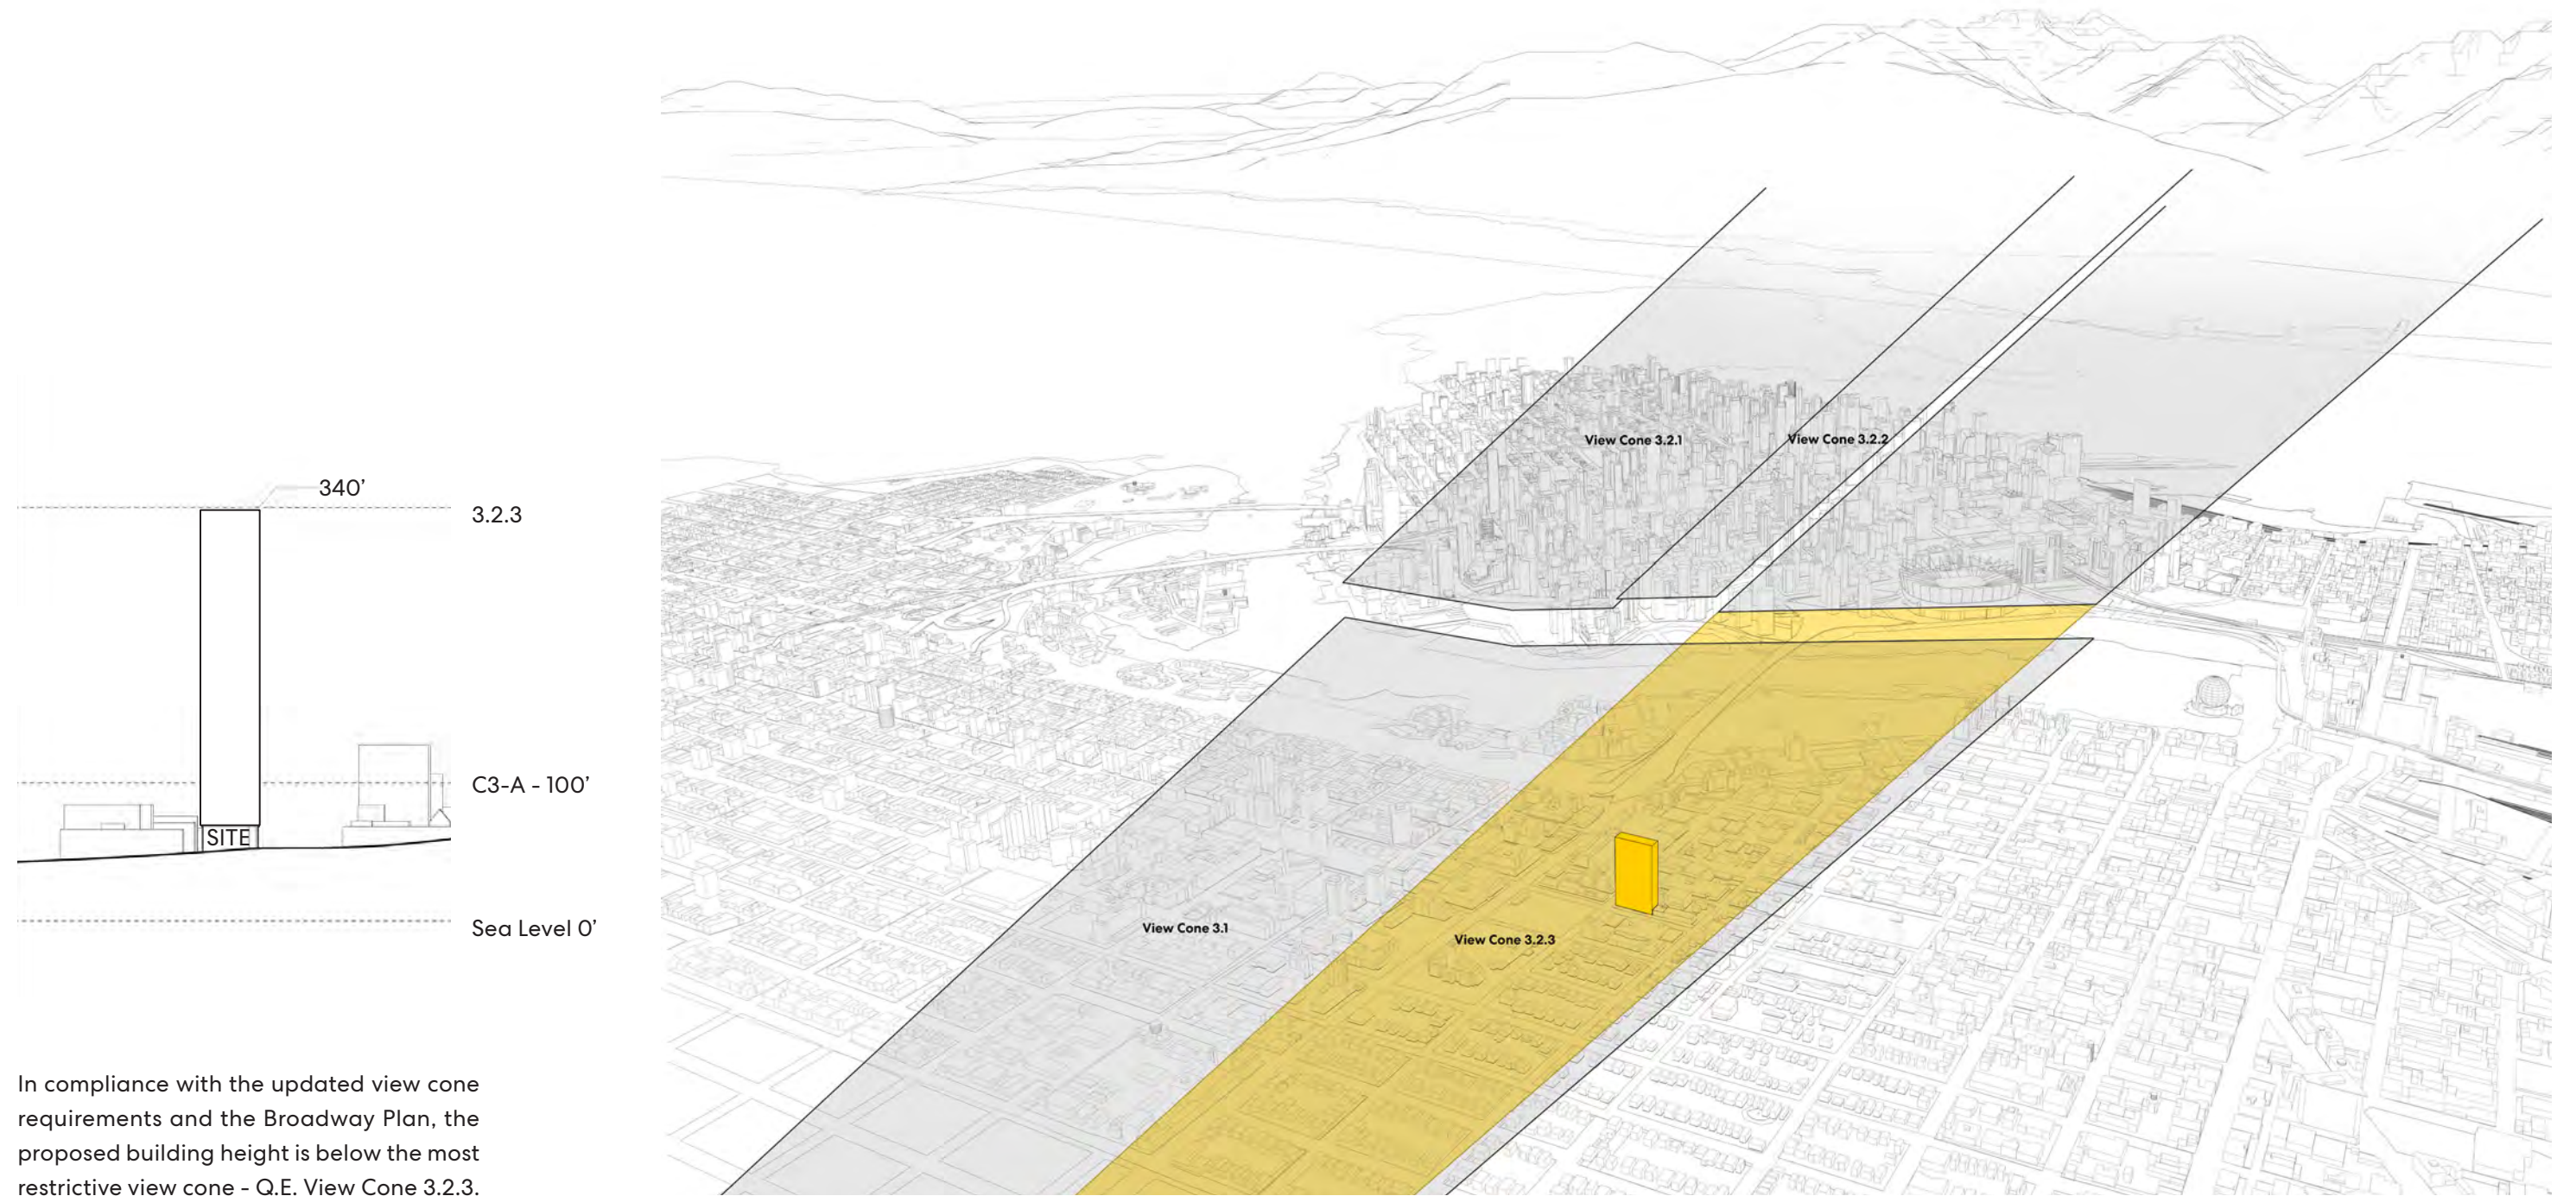 340’
3.2.3
C3-A - 100’
SITE
Sea Level 0’
In compliance with the updated view cone
requirements and the Broadway Plan, the
proposed building height is below the most
restrictive view cone - Q.E. View Cone 3.2.3.
View Cone 3.2.1
View Cone 3.2.2
View Cone 3.1
View Cone 3.2.3